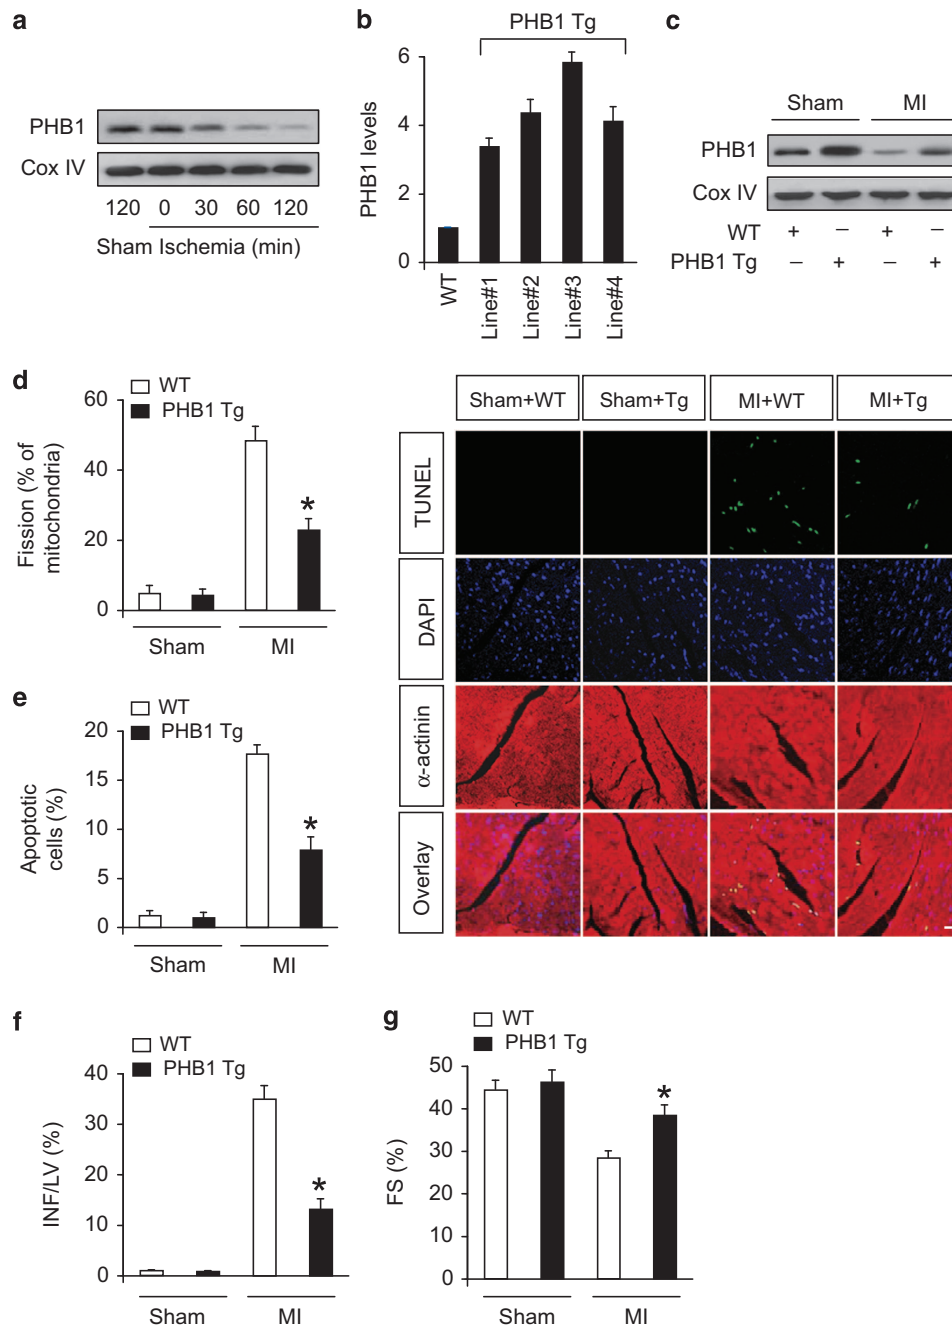 a
PHB1
Cox IV
120 0 30 60 120
Sham Ischemia (min)
b
PHB1 Tg
PHB1 levels
6
4
2
0
WT
Line#1
Line#2
Line#3
Line#4
c
Sham MI
PHB1
Cox IV
WT + − + −
PHB1 Tg − + − +
d
WT
PHB1 Tg
Fission (% of
mitochondria)
60
40
20
0
Sham MI
e
WT
PHB1 Tg
Apoptotic
cells (%)
20
15
10
5
0
Sham MI
Sham+WT Sham+Tg MI+WT MI+Tg
TUNEL
DAPI
α-actinin
Overlay
f
WT
PHB1 Tg
INF/LV (%)
40
30
20
10
0
Sham MI
*
*
*
g
WT
PHB1 Tg
FS (%)
50
40
30
20
10
0
*
Sham MI